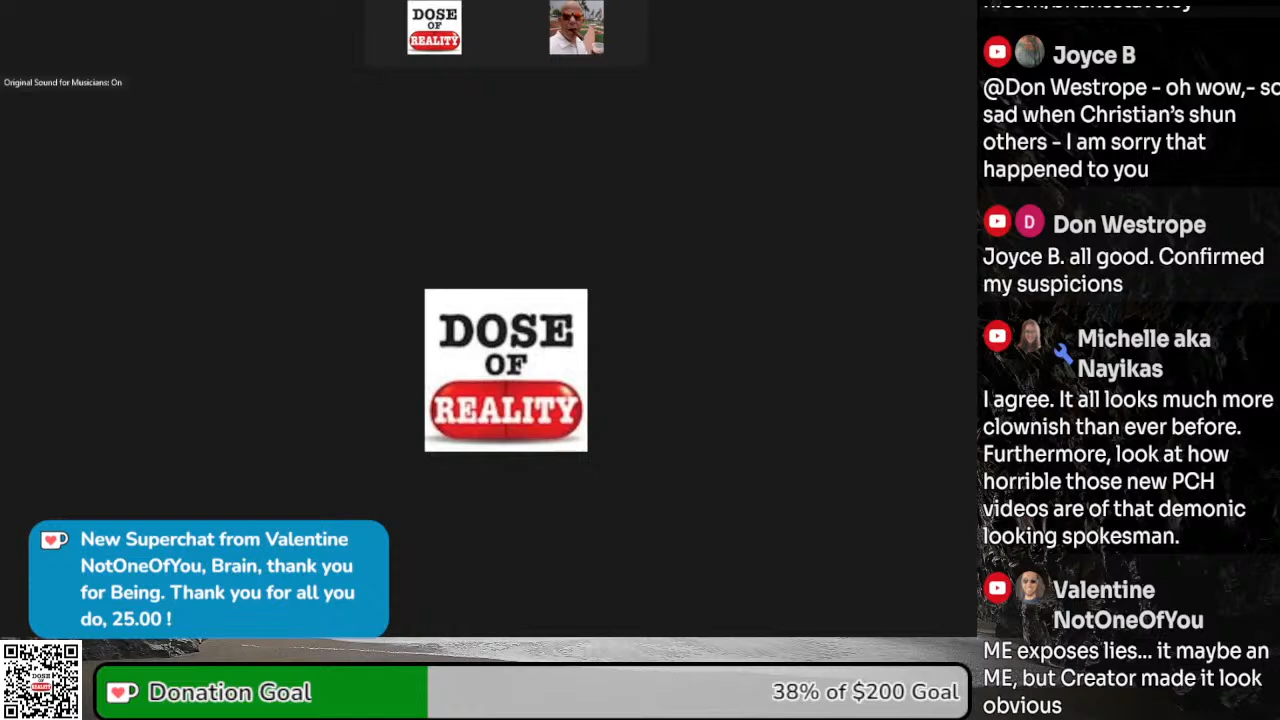 DOSE
OF
REALITY
Original Sound for Musicians: On
DOSE
OF
REALITY
New Superchat from Valentine
NotOneOfYou, Brain, thank you
for Being. Thank you for all you
do, 25.00 !
DOSE
OF
REALITY
Donation Goal
38% of $200 Goal
Joyce B
@Don Westrope - oh wow,- so
sad when Christian’s shun
others - I am sorry that
happened to you
D
Don Westrope
Joyce B. all good. Confirmed
my suspicions
Michelle aka
Nayikas
I agree. It all looks much more
clownish than ever before.
Furthermore, look at how
horrible those new PCH
videos are of that demonic
looking spokesman.
Valentine
NotOneOfYou
ME exposes lies... it maybe an
ME, but Creator made it look
obvious